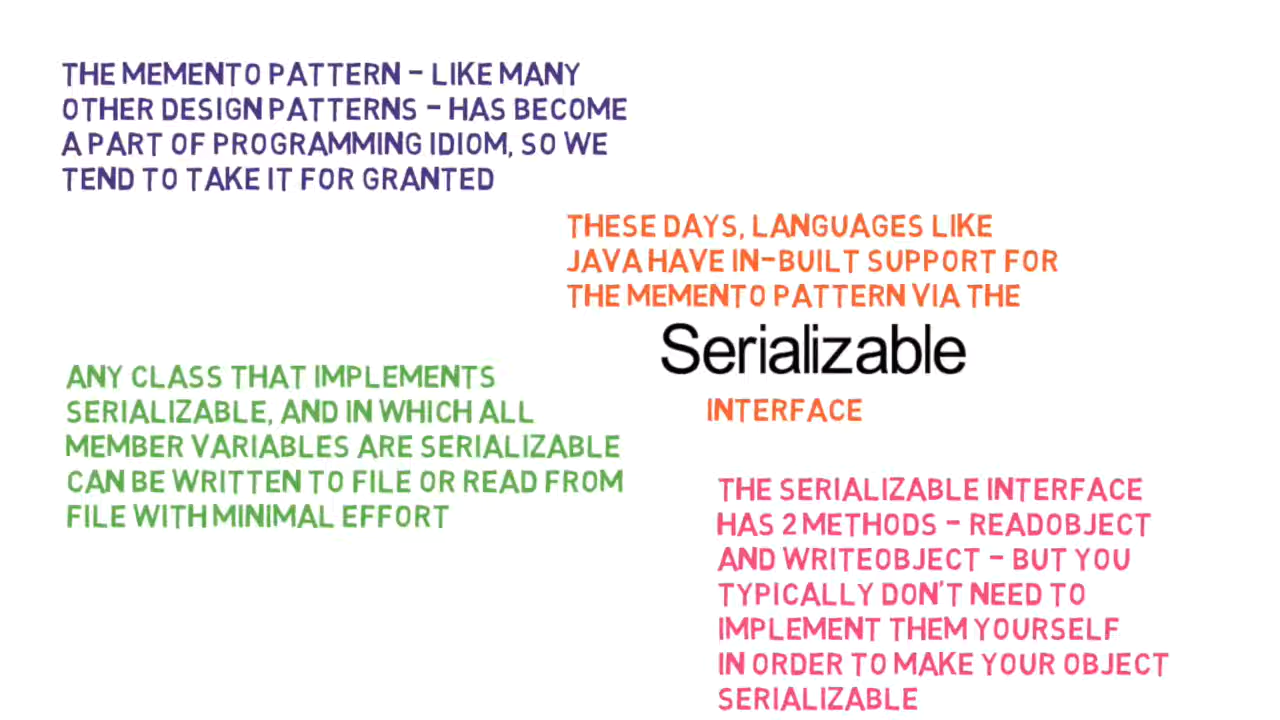 THE MEMENTO PATTERN - LIKE MANY
OTHER DESIGN PATTERNS - HAS BECOME
A PART OF PROGRAMMING IDIOM, SO WE
TEND TO TAKE IT FOR GRANTED
THESE DAYS, LANGUAGES LIKE
JAVA HAVE IN-BUILT SUPPORT FOR
THE MEMENTO PATTERN VIA THE
Serializable
INTERFACE
ANY CLASS THAT IMPLEMENTS
SERIALIZABLE, AND IN WHICH ALL
MEMBER VARIABLES ARE SERIALIZABLE
CAN BE WRITTEN TO FILE OR READ FROM
FILE WITH MINIMAL EFFORT
THE SERIALIZABLE INTERFACE
HAS 2 METHODS - READOBJECT
AND WRITEOBJECT - BUT YOU
TYPICALLY DON'T NEED TO
IMPLEMENT THEM YOURSELF
IN ORDER TO MAKE YOUR OBJECT
SERIALIZABLE